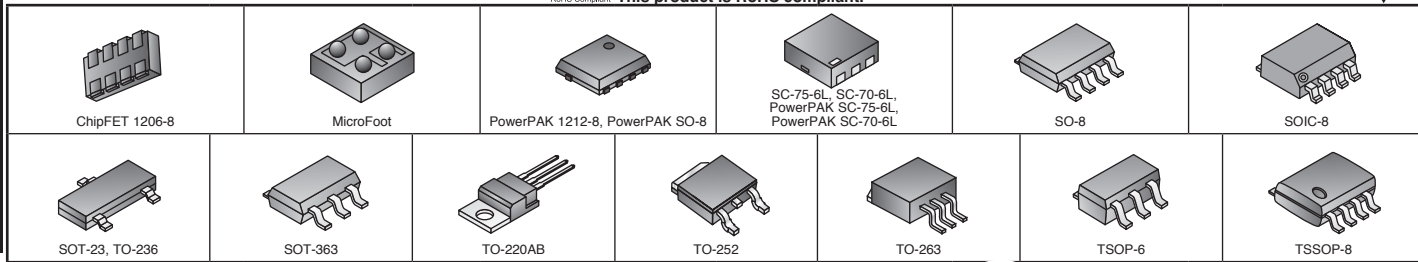 RoHS Compliant This product is RoHS compliant.
ChipFET 1206-8
MicroFoot
PowerPAK 1212-8, PowerPAK SO-8
SC-75-6L, SC-70-6L,
PowerPAK SC-75-6L,
PowerPAK SC-70-6L
SO-8
SOIC-8
SOT-23, TO-236
SOT-363
TO-220AB
TO-252
TO-263
TSOP-6
TSSOP-8